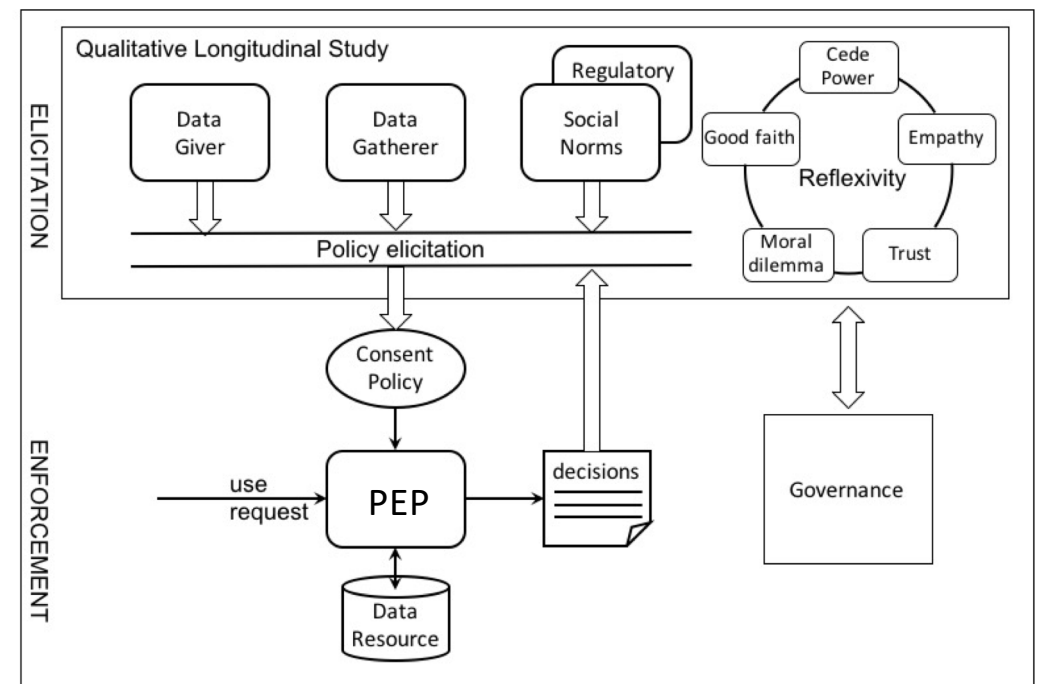 Qualitative Longitudinal Study
ELICITATION
Data
Giver
Data
Gatherer
Regulatory
Social
Norms
Cede
Power
Good faith
Empathy
Reflexivity
Moral
dilemma
Trust
Policy elicitation
Consent
Policy
ENFORCEMENT
use
request
PEP
decisions
Governance
Data
Resource